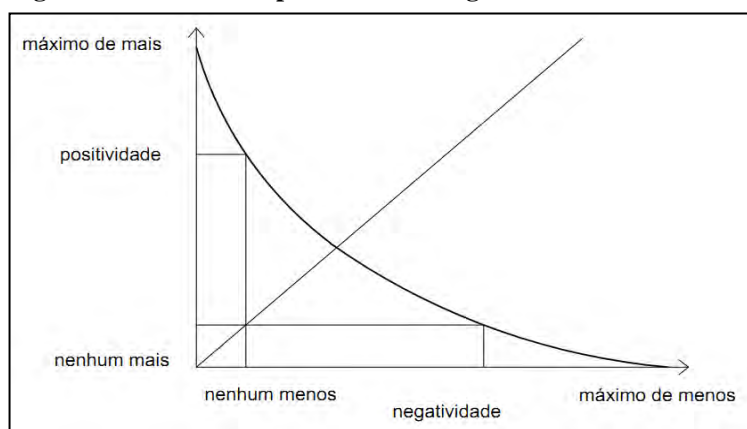 máximo de mais
positividade
nenhum mais
nenhum menos
máximo de menos
negatividade